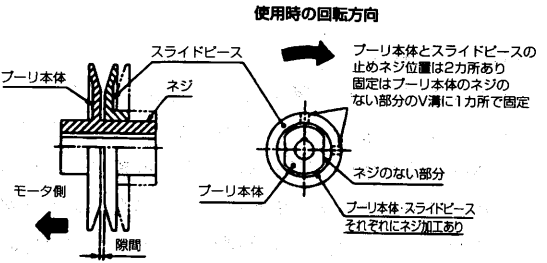 使用時の回転方向
スライドピース
プーリ本体
ネジ
プーリ本体とスライドピースの
止めネジ位置は2カ所あり
固定はプーリ本体のネジの
ない部分のV溝に1カ所で固定
ネジのない部分
プーリ本体
モータ側
プーリ本体・スライドピース
それぞれにネジ加工あり
隙間